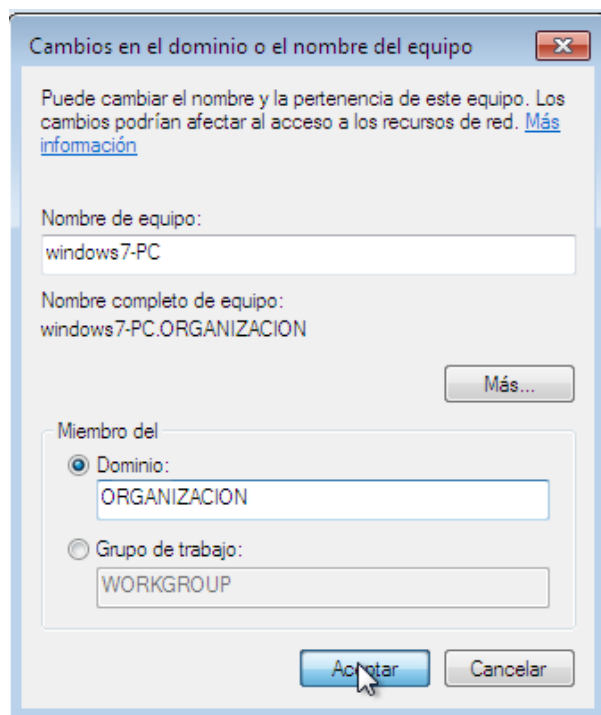 Cambios en el dominio o el nombre del equipo
Puede cambiar el nombre y la pertenencia de este equipo. Los
cambios podrían afectar al acceso a los recursos de red. Más
información
Nombre de equipo:
windows7-PC
Nombre completo de equipo:
windows7-PC.ORGANIZACION
Más...
Miembro del
Dominio:
ORGANIZACION
Grupo de trabajo:
WORKGROUP
Aceptar Cancelar